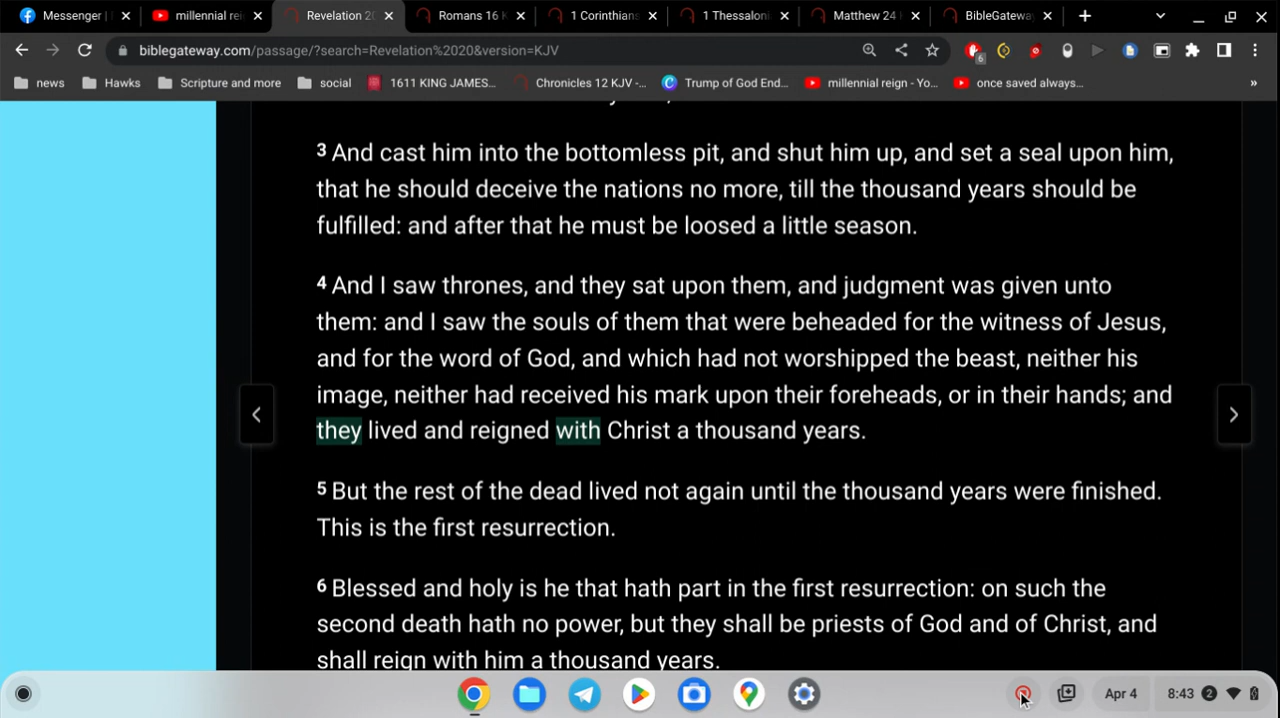 Messenger |
millennial rei
Revelation 20
Romans 16 K
1 Corinthians
1 Thessaloni
Matthew 24
BibleGateway
biblegateway.com/passage/?search=Revelation%2020&version=KJV
6
news
Hawks
Scripture and more
social
1611 KING JAMES...
Chronicles 12 KJV -...
Trump of God End...
millennial reign - Yo...
once saved always...
»
3 And cast him into the bottomless pit, and shut him up, and set a seal upon him,
that he should deceive the nations no more, till the thousand years should be
fulfilled: and after that he must be loosed a little season.
4 And I saw thrones, and they sat upon them, and judgment was given unto
them: and I saw the souls of them that were beheaded for the witness of Jesus,
and for the word of God, and which had not worshipped the beast, neither his
image, neither had received his mark upon their foreheads, or in their hands; and
they lived and reigned with Christ a thousand years.
5 But the rest of the dead lived not again until the thousand years were finished.
This is the first resurrection.
6 Blessed and holy is he that hath part in the first resurrection: on such the
second death hath no power, but they shall be priests of God and of Christ, and
shall reign with him a thousand years.
Apr 4
8:43
2